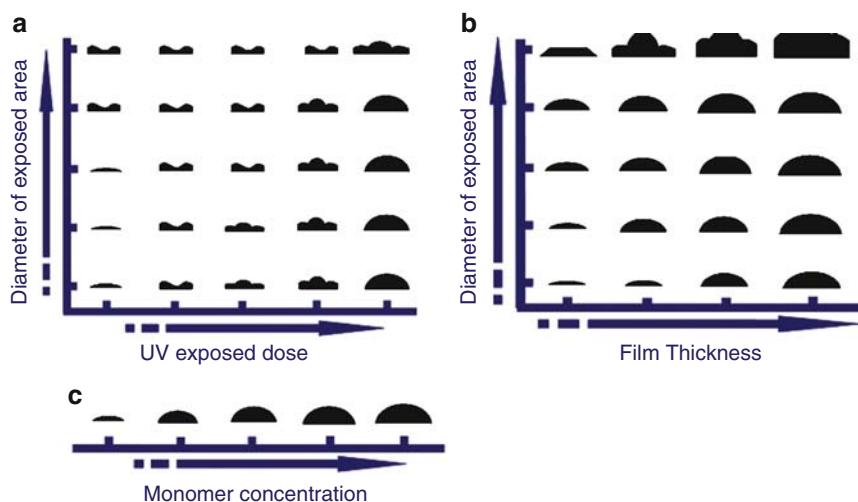 a
Diameter of exposed area
UV exposed dose
b
Diameter of exposed area
Film Thickness
c
Monomer concentration